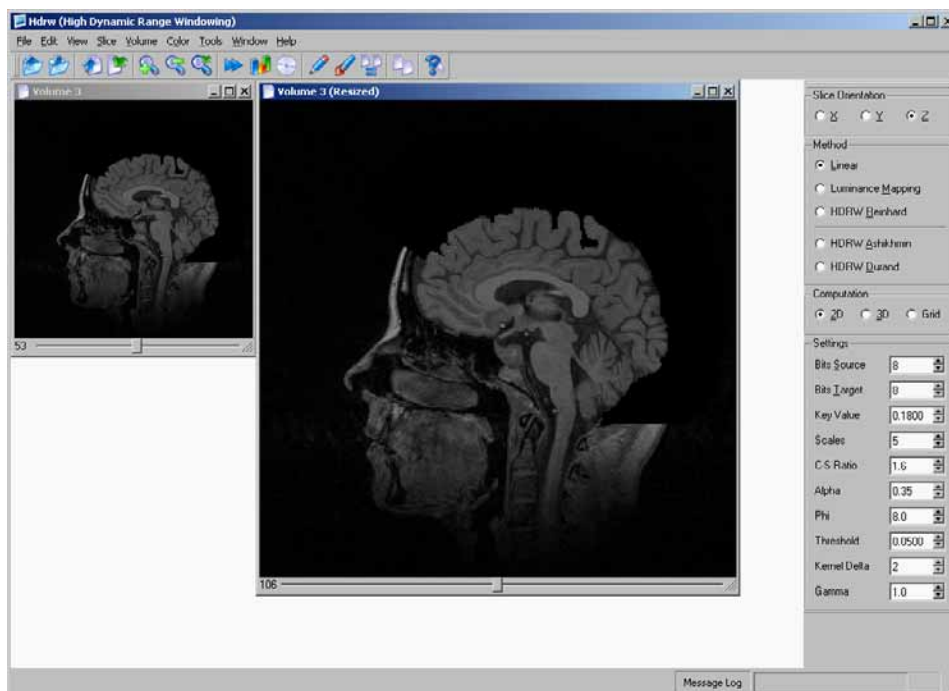 Hdrw (High Dynamic Range Windowing)
File Edit View Slice Volume Color Tools Window Help
Volume 3
53
Volume 3 (Resized)
106
Slice Orientation
X Y Z
Method
Linear
Luminance Mapping
HDRW Reinhard
HDRW Ashikhmin
HDRW Durand
Computation
2D 3D Grid
Settings
Bits Source 8
Bits Target 8
Key Value 0.1800
Scales 5
C-S Ratio 1.6
Alpha 0.35
Phi 8.0
Threshold 0.0500
Kernel Delta 2
Gamma 1.0
Message Log